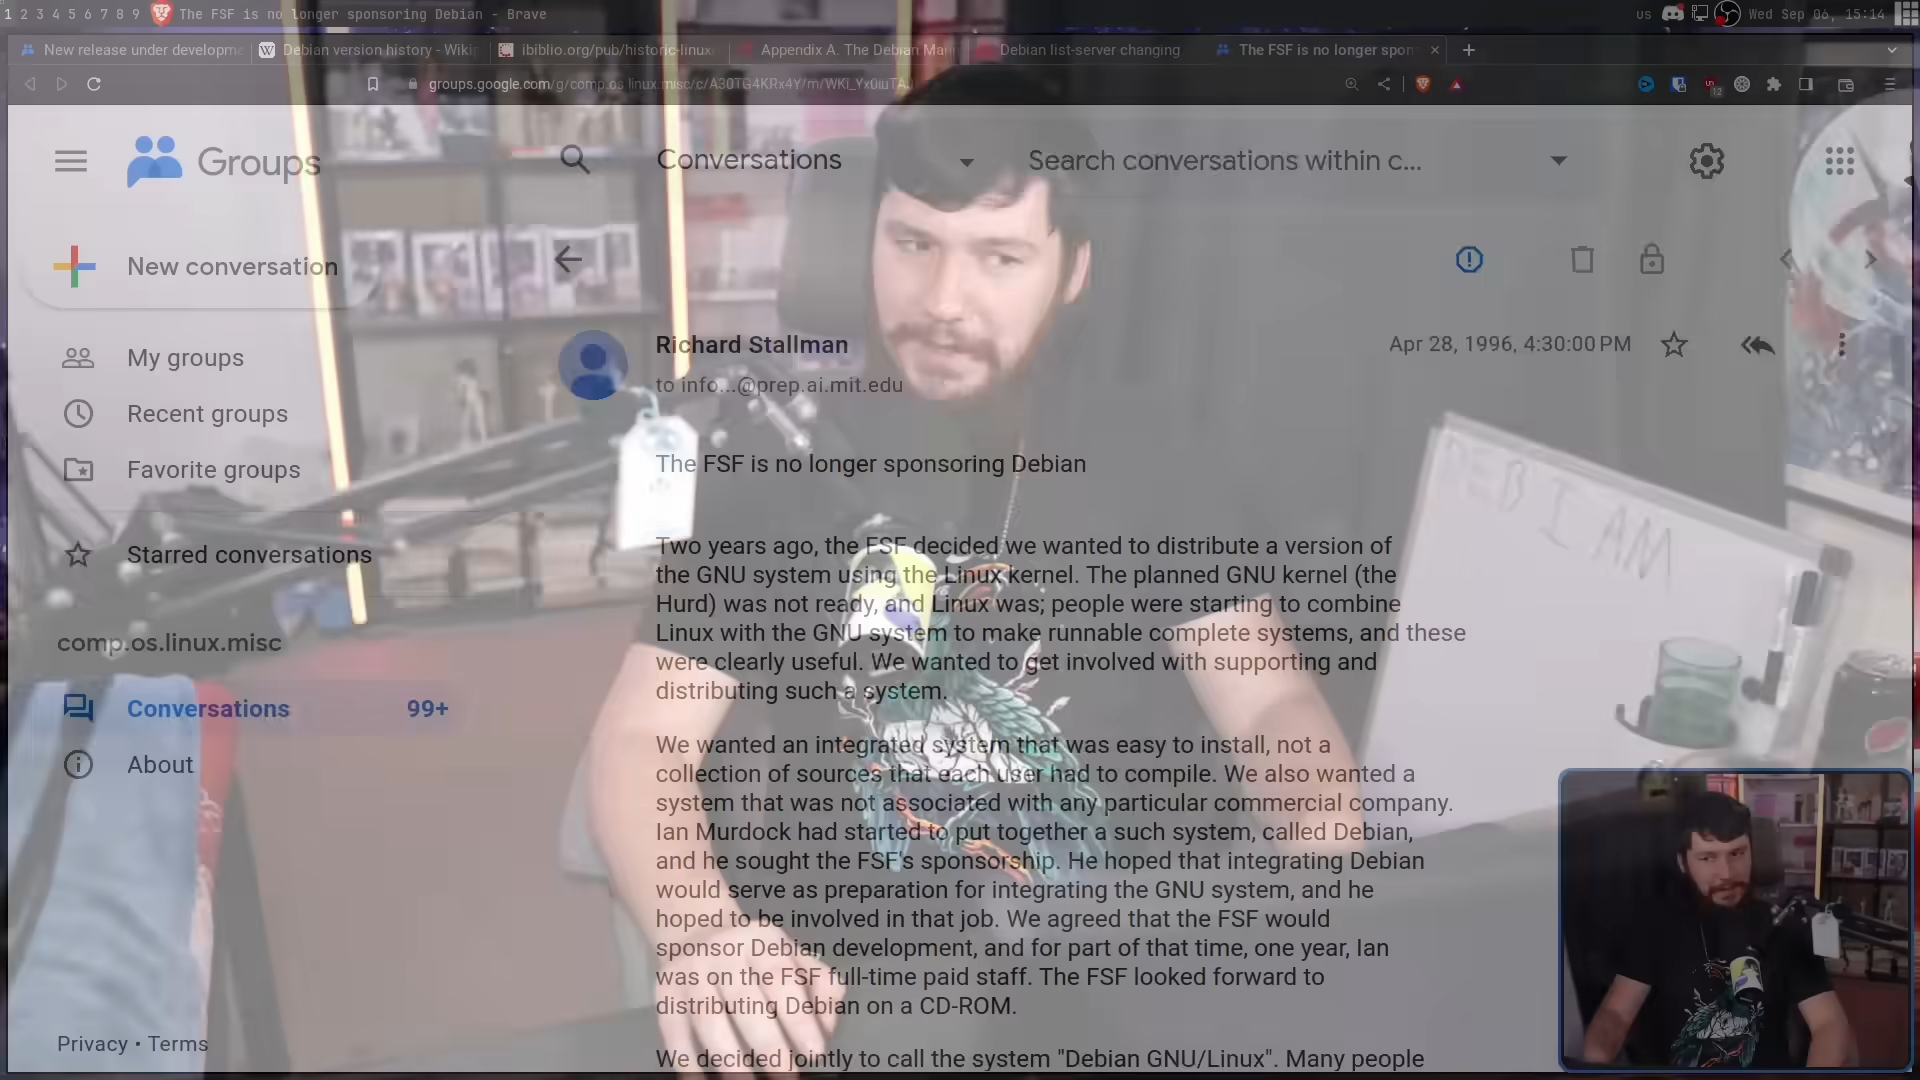 1 2 3 4 5 6 7 8 9 The FSF is no longer sponsoring Debian - Brave
us Wed Sep 06, 15:14
New release under developm
Debian version history - Wiki
ibiblio.org/pub/historic-linux
Appendix A. The Debian Ma
Debian list-server changing
The FSF is no longer spon
groups.google.com/g/comp.os.linux.misc/c/A30TG4KRx4Y/m/WKi_Yx0uTAJ
12
Groups
Conversations
Search conversations within c...
New conversation
My groups
Recent groups
Favorite groups
Starred conversations
comp.os.linux.misc
Conversations 99+
About
Privacy • Terms
Richard Stallman
Apr 28, 1996, 4:30:00 PM
to info...@prep.ai.mit.edu
The FSF is no longer sponsoring Debian
Two years ago, the FSF decided we wanted to distribute a version of
the GNU system using the Linux kernel. The planned GNU kernel (the
Hurd) was not ready, and Linux was; people were starting to combine
Linux with the GNU system to make runnable complete systems, and these
were clearly useful. We wanted to get involved with supporting and
distributing such a system.
We wanted an integrated system that was easy to install, not a
collection of sources that each user had to compile. We also wanted a
system that was not associated with any particular commercial company.
Ian Murdock had started to put together a such system, called Debian,
and he sought the FSF's sponsorship. He hoped that integrating Debian
would serve as preparation for integrating the GNU system, and he
hoped to be involved in that job. We agreed that the FSF would
sponsor Debian development, and for part of that time, one year, Ian
was on the FSF full-time paid staff. The FSF looked forward to
distributing Debian on a CD-ROM.
We decided jointly to call the system "Debian GNU/Linux". Many people
DEB I AM